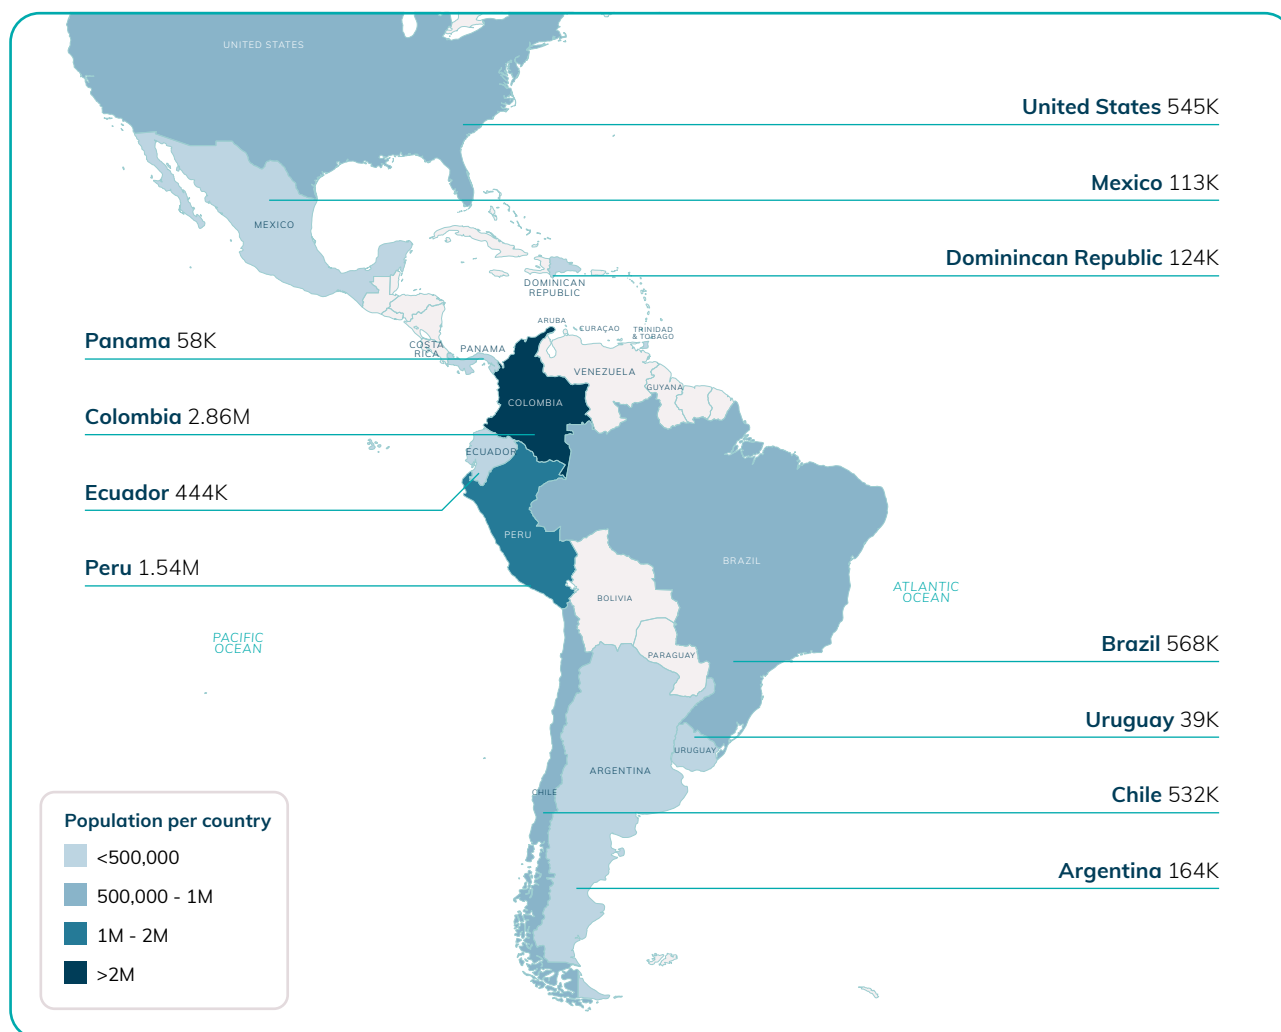 UNITED STATES
United States 545K
Mexico 113K
MEXICO
Dominincan Republic 124K
DOMINICAN
REPUBLIC
ARUBA
CURAÇAO
TRINIDAD
& TOBAGO
Panama 58K
COSTA
RICA
PANAMA
VENEZUELA
GUYANA
COLOMBIA
Colombia 2.86M
ECUADOR
Ecuador 444K
PERU
BRAZIL
Peru 1.54M
BOLIVIA
ATLANTIC
OCEAN
PACIFIC
OCEAN
Brazil 568K
PARAGUAY
Uruguay 39K
URUGUAY
ARGENTINA
CHILE
Chile 532K
Argentina 164K
Population per country
<500,000
500,000 - 1M
1M - 2M
>2M